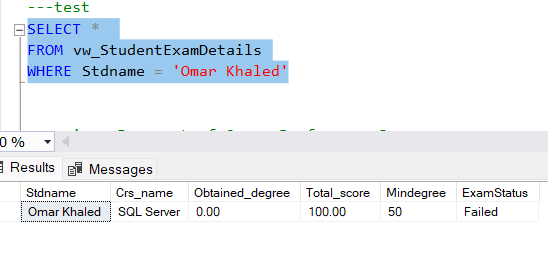 ---test
SELECT *
FROM vw_StudentExamDetails
WHERE Stdname = 'Omar Khaled'
0 %
Results Messages
Stdname Crs_name Obtained_degree Total_score Mindegree ExamStatus
Omar Khaled SQL Server 0.00 100.00 50 Failed